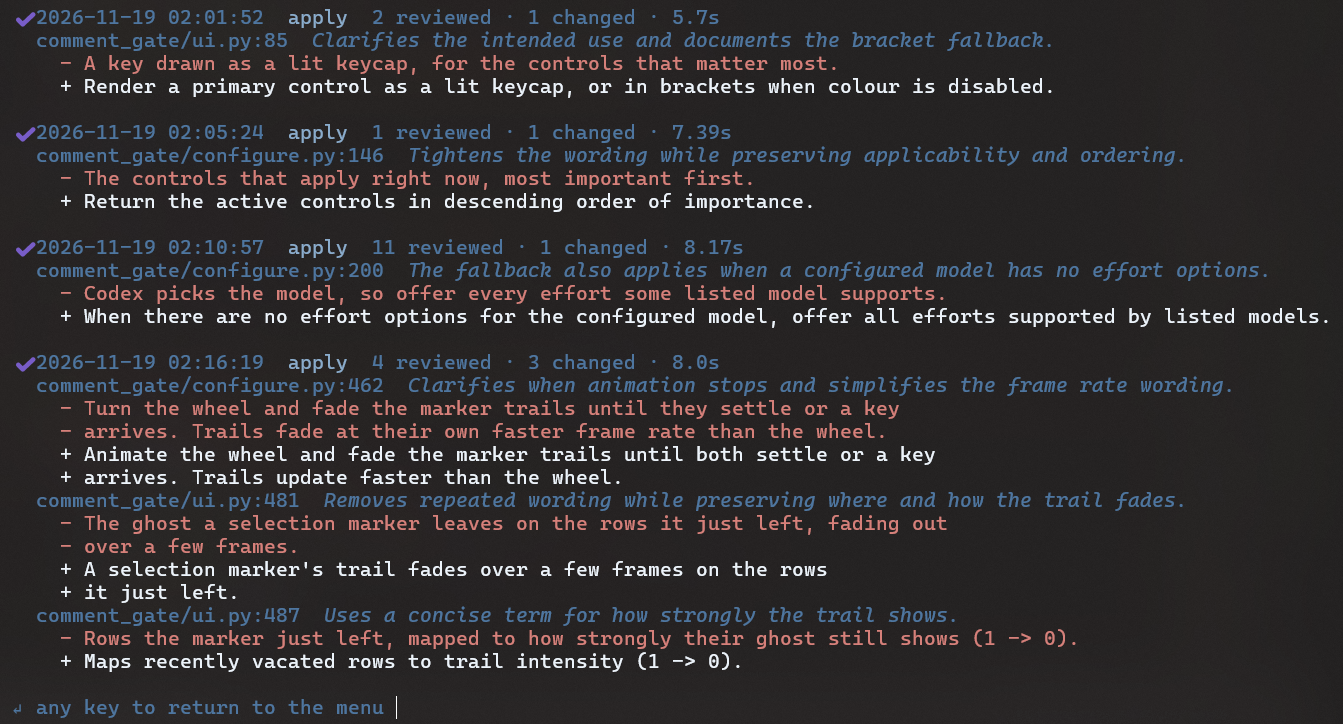 ✔2026-11-19 02:01:52  apply  2 reviewed · 1 changed · 5.7s
comment_gate/ui.py:85  Clarifies the intended use and documents the bracket fallback.
- A key drawn as a lit keycap, for the controls that matter most.
+ Render a primary control as a lit keycap, or in brackets when colour is disabled.
✔2026-11-19 02:05:24  apply  1 reviewed · 1 changed · 7.39s
comment_gate/configure.py:146  Tightens the wording while preserving applicability and ordering.
- The controls that apply right now, most important first.
+ Return the active controls in descending order of importance.
✔2026-11-19 02:10:57  apply  11 reviewed · 1 changed · 8.17s
comment_gate/configure.py:200  The fallback also applies when a configured model has no effort options.
- Codex picks the model, so offer every effort some listed model supports.
+ When there are no effort options for the configured model, offer all efforts supported by listed models.
✔2026-11-19 02:16:19  apply  4 reviewed · 3 changed · 8.0s
comment_gate/configure.py:462  Clarifies when animation stops and simplifies the frame rate wording.
- Turn the wheel and fade the marker trails until they settle or a key
- arrives. Trails fade at their own faster frame rate than the wheel.
+ Animate the wheel and fade the marker trails until both settle or a key
+ arrives. Trails update faster than the wheel.
comment_gate/ui.py:481  Removes repeated wording while preserving where and how the trail fades.
- The ghost a selection marker leaves on the rows it just left, fading out
- over a few frames.
+ A selection marker's trail fades over a few frames on the rows
+ it just left.
comment_gate/ui.py:487  Uses a concise term for how strongly the trail shows.
- Rows the marker just left, mapped to how strongly their ghost still shows (1 -> 0).
+ Maps recently vacated rows to trail intensity (1 -> 0).
↲ any key to return to the menu